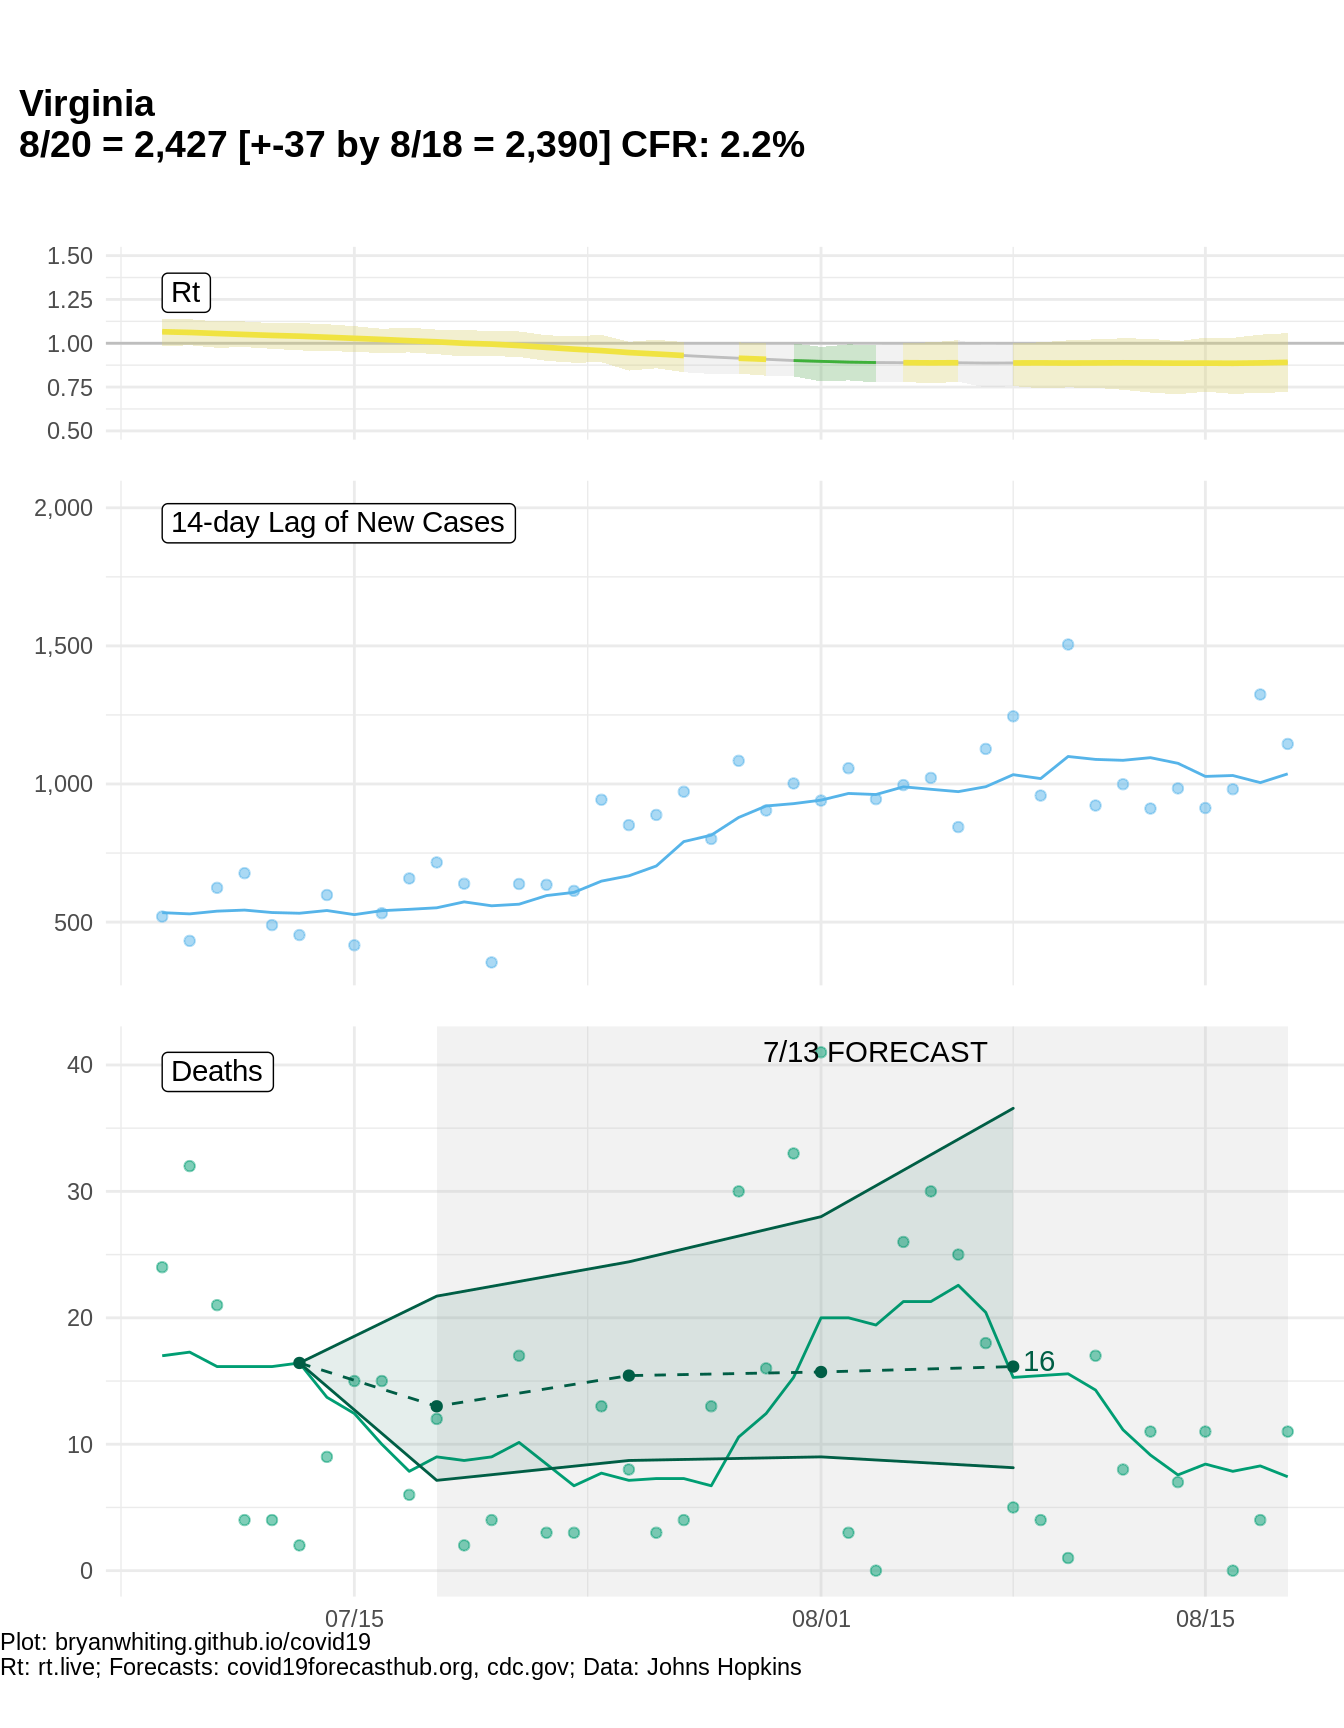 Virginia
8/20 = 2,427 [+-37 by 8/18 = 2,390] CFR: 2.2%
1.50
1.25
1.00
0.75
0.50
Rt
2,000
1,500
1,000
500
14-day Lag of New Cases
40
30
20
10
0
Deaths
7/13 FORECAST
16
07/15
08/01
08/15
Plot: bryanwhiting.github.io/covid19
Rt: rt.live; Forecasts: covid19forecasthub.org, cdc.gov; Data: Johns Hopkins